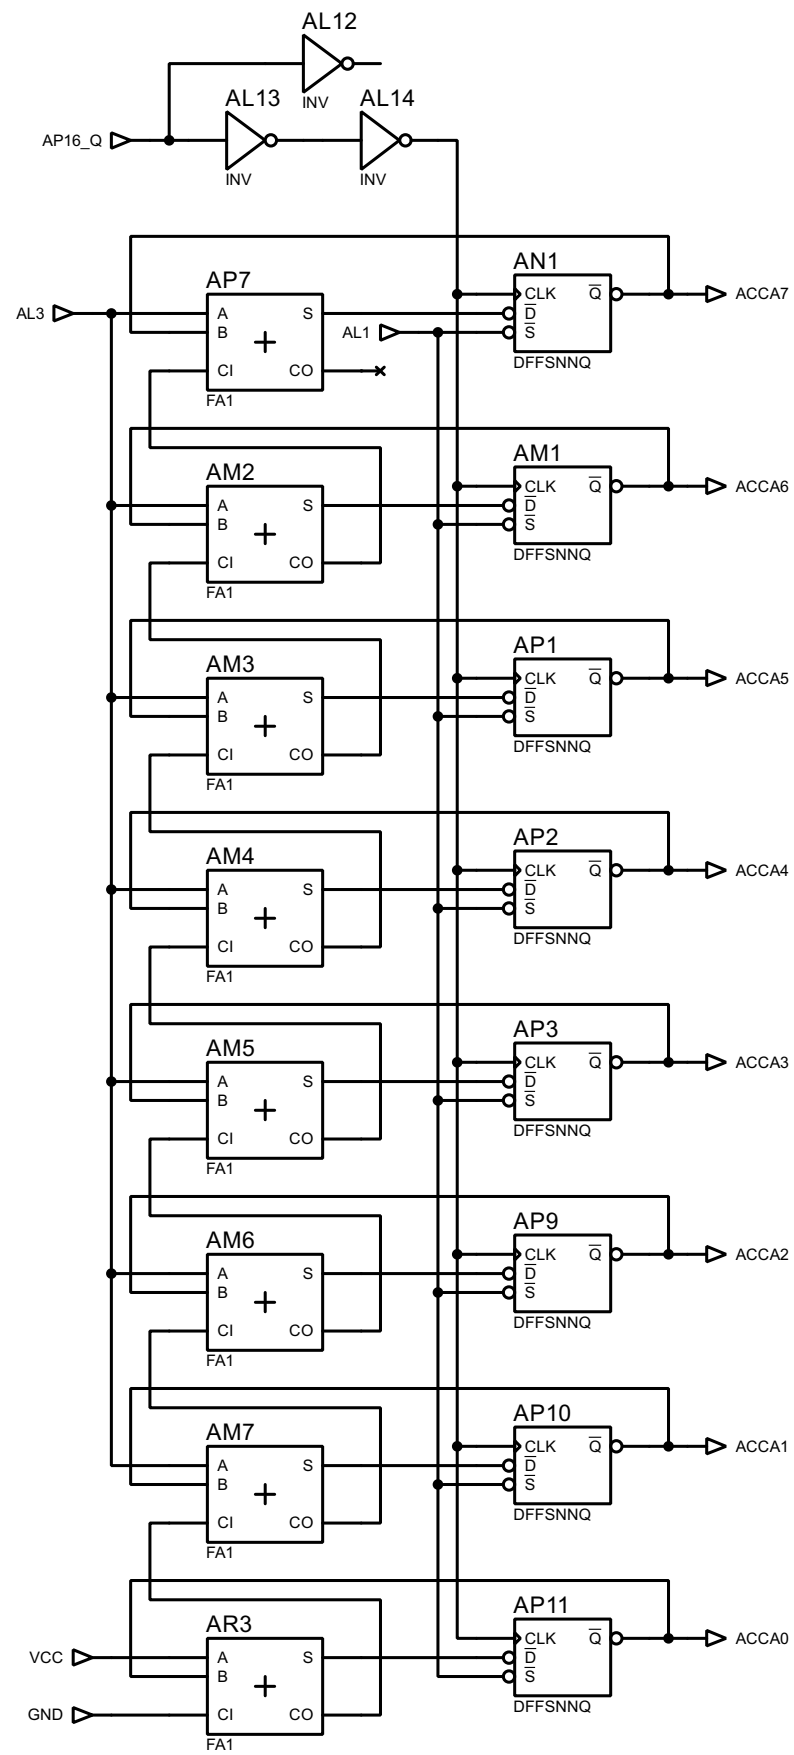 AL12
INV
AL13 AL14
AP16_Q
INV INV
AP7 AN1
CLK Q̅ ACCA7
AL3 A S D̅
B AL1 S̅
CI CO DFFSNNQ
FA1
AM2 AM1
CLK Q̅ ACCA6
A S D̅
B S̅
CI CO DFFSNNQ
FA1
AM3 AP1
CLK Q̅ ACCA5
A S D̅
B S̅
CI CO DFFSNNQ
FA1
AM4 AP2
CLK Q̅ ACCA4
A S D̅
B S̅
CI CO DFFSNNQ
FA1
AM5 AP3
CLK Q̅ ACCA3
A S D̅
B S̅
CI CO DFFSNNQ
FA1
AM6 AP9
CLK Q̅ ACCA2
A S D̅
B S̅
CI CO DFFSNNQ
FA1
AM7 AP10
CLK Q̅ ACCA1
A S D̅
B S̅
CI CO DFFSNNQ
FA1
AR3 AP11
CLK Q̅ ACCA0
VCC A S D̅
B S̅
GND CI CO DFFSNNQ
FA1